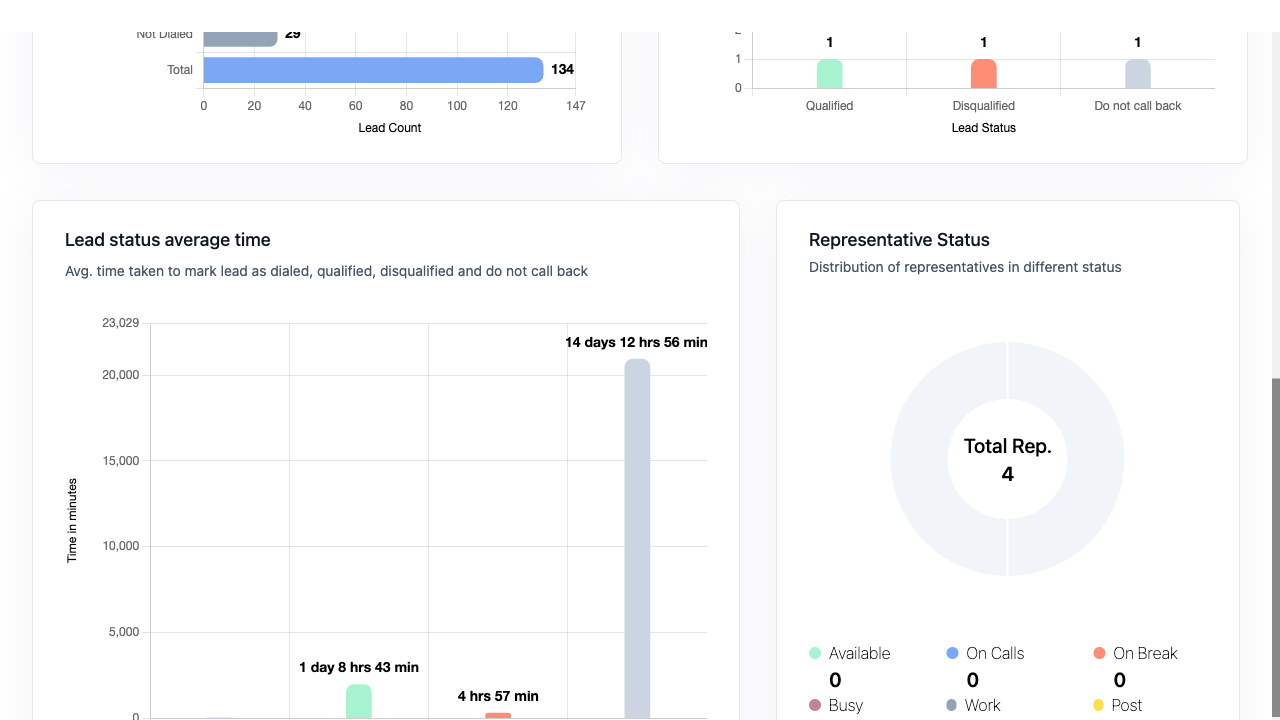 Not Dialed
29
Total
134
0 20 40 60 80 100 120 147
Lead Count
2
1
0
1 1 1
Qualified Disqualified Do not call back
Lead Status
Lead status average time
Avg. time taken to mark lead as dialed, qualified, disqualified and do not call back
23,029
20,000
15,000
10,000
5,000
0
Time in minutes
14 days 12 hrs 56 min
1 day 8 hrs 43 min
4 hrs 57 min
Representative Status
Distribution of representatives in different status
Total Rep.
4
Available On Calls On Break
0 0 0
Busy Work Post